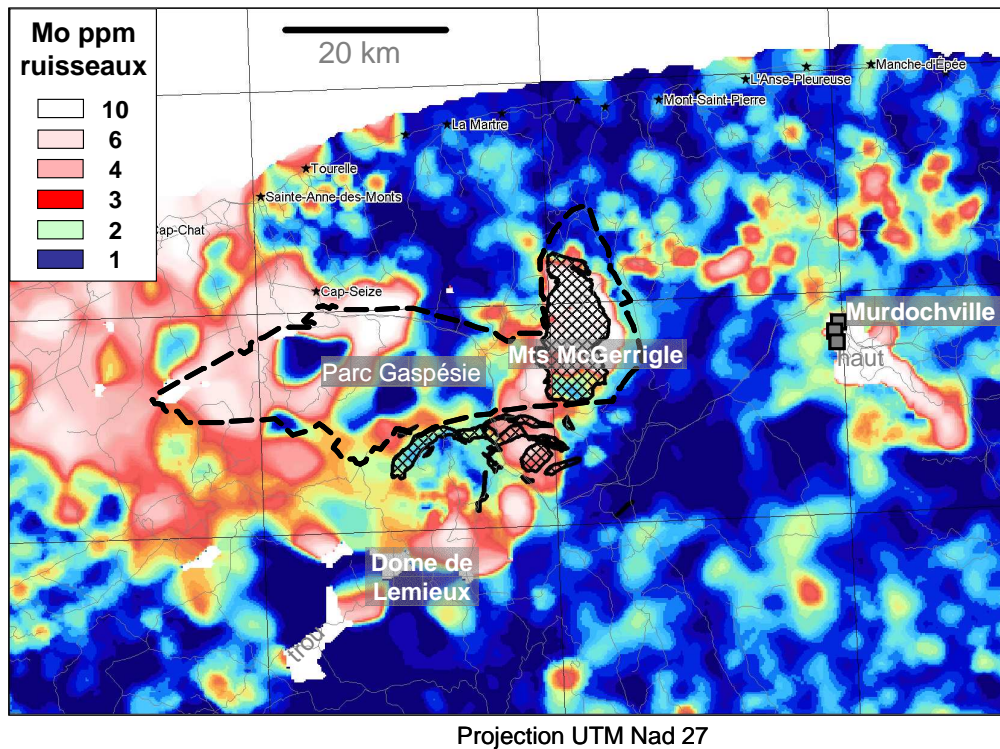 Mo ppm
ruisseaux
10
6
4
3
2
1
20 km
Manche-d'Épée
L'Anse-Pleureuse
Mont-Saint-Pierre
La Martre
Tourelle
Sainte-Anne-des-Monts
Cap-Chat
Cap-Seize
Murdochville
haut
Mts McGerrigle
Parc Gaspésie
Dome de
Lemieux
trou
Projection UTM Nad 27